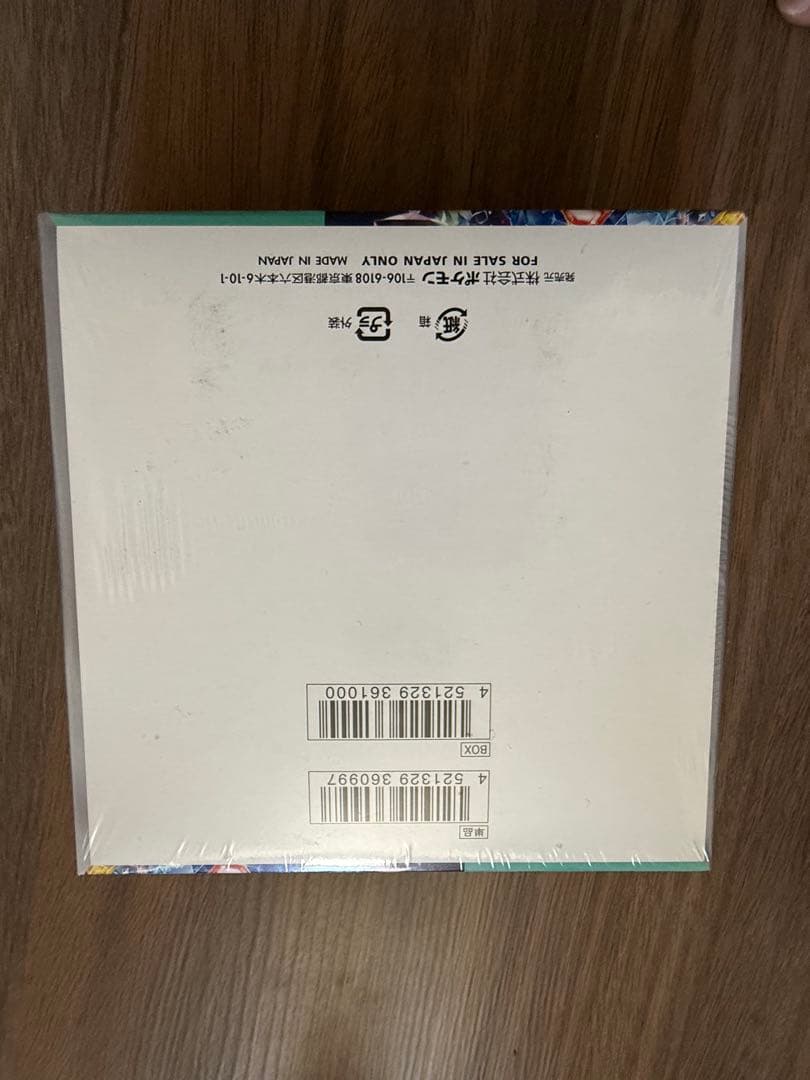 FOR SALE IN JAPAN ONLY MADE IN JAPAN
発売元 株式会社ポケモン 〒106-6108 東京都港区六本木6-10-1
紙 箱 プラ 外装
4 521329 361000
BOX
4 521329 360997
単品